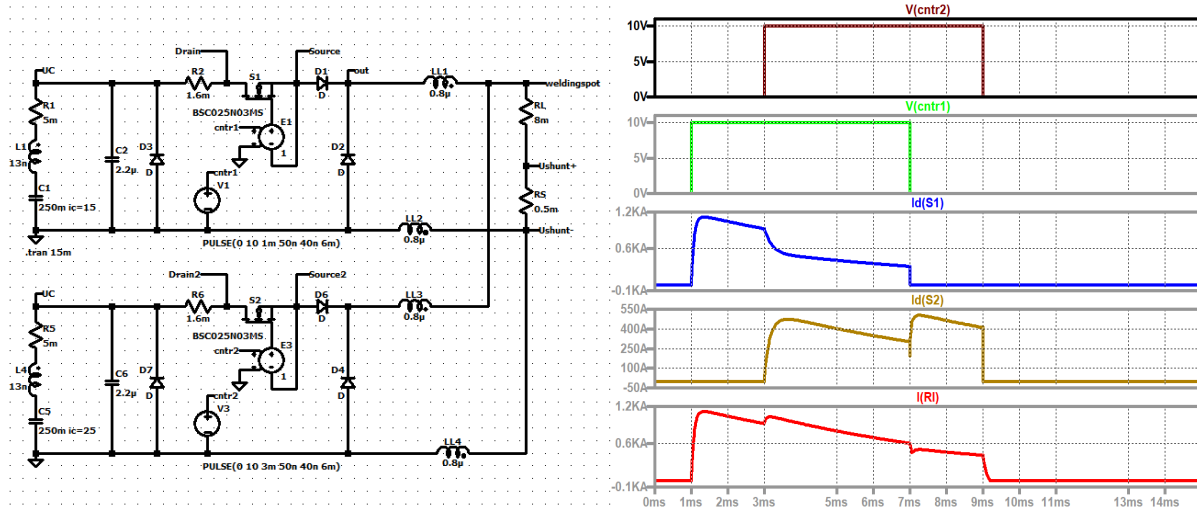 Drain
Source
UC
R1
5m
L1
13n
C1
250m ic=15
.tran 15m
C2
2.2µ
D3
D
R2
1.6m
S1
BSC025N03MS
cntr1
E1
1
cntr1
V1
PULSE(0 10 1m 50n 40n 6m)
D1
D
out
D2
D
LL1
0.8µ
LL2
0.8µ
weldingspot
RL
8m
Ushunt+
RS
0.5m
Ushunt-
Drain2
Source2
UC
R5
5m
L4
13n
C5
250m ic=25
C6
2.2µ
D7
D
R6
1.6m
S2
BSC025N03MS
cntr2
E3
1
cntr2
V3
PULSE(0 10 3m 50n 40n 6m)
D6
D
D4
D
LL3
0.8µ
LL4
0.8µ
V(cntr2)
10V
5V
0V
V(cntr1)
10V
5V
0V
Id(S1)
1.2KA
0.6KA
-0.1KA
Id(S2)
550A
400A
250A
100A
-50A
I(Rl)
1.2KA
0.6KA
-0.1KA
0ms 1ms 2ms 3ms 4ms 5ms 6ms 7ms 8ms 9ms 10ms 11ms 13ms 14ms